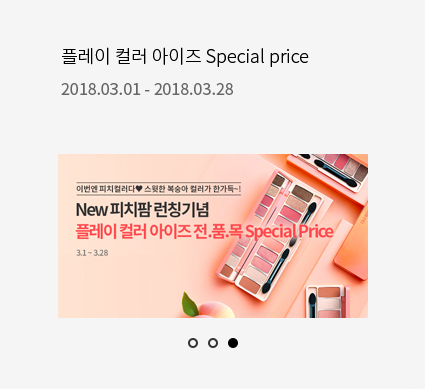 플레이 컬러 아이즈 Special price
2018.03.01 - 2018.03.28
이번엔 피치컬러다♥ 스윗한 복숭아 컬러가 한가득~!
New 피치팜 런칭기념
플레이 컬러 아이즈 전.품.목 Special Price
3.1 ~ 3.28